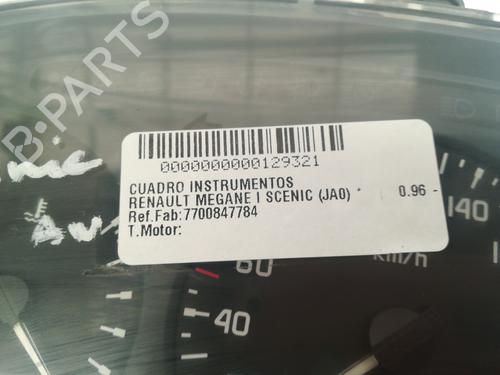 B-PARTS
0000000000129321
CUADRO INSTRUMENTOS
RENAULT MEGANE I SCENIC (JA0) * 0.96 -
Ref.Fab:7700847784
T.Motor:
140
km/h
60
40